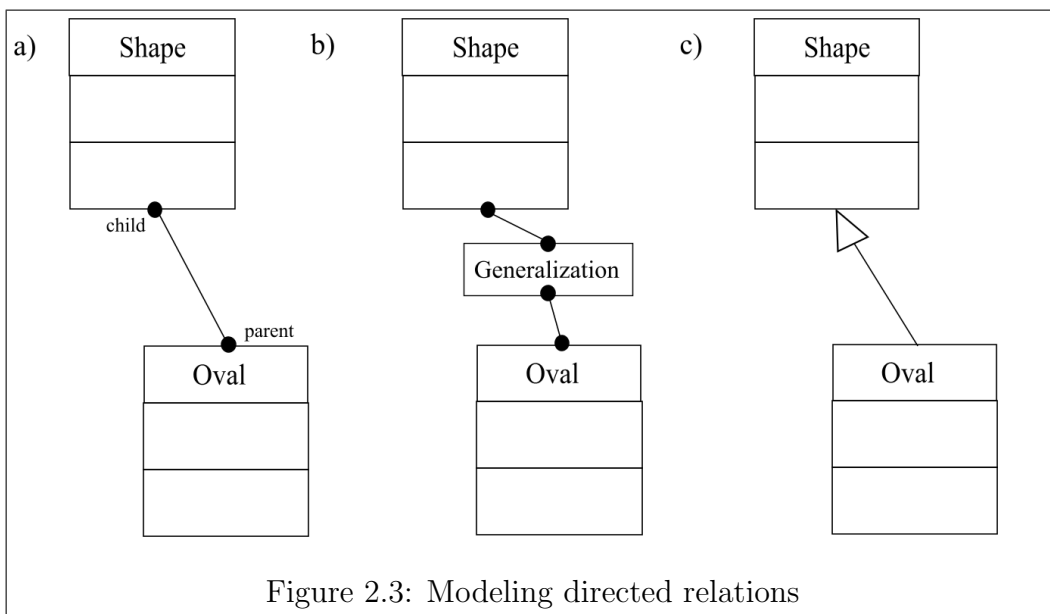 a)
Shape
b)
Shape
c)
Shape
child
Generalization
parent
Oval
Oval
Oval
Figure 2.3: Modeling directed relations